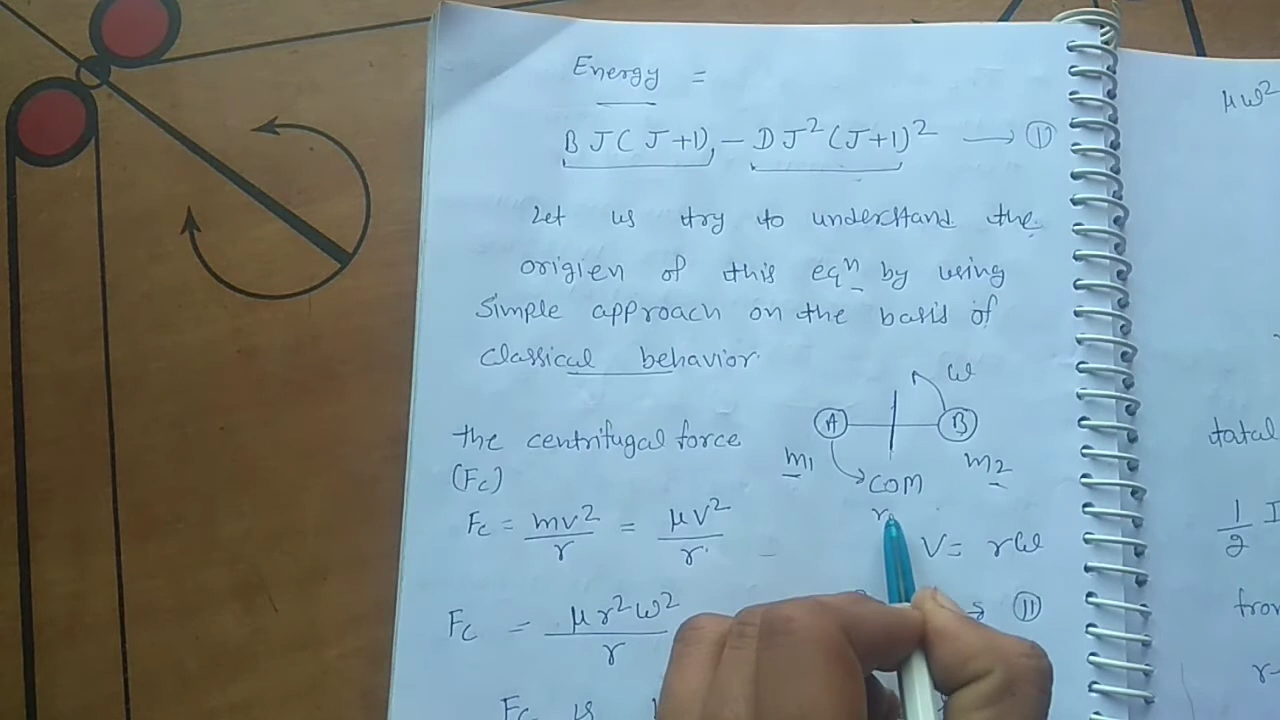 Energy =
BJ(J+1) - DJ²(J+1)² → (I)
Let us try to understand the
origien of this eqⁿ by using
Simple approach on the basis of
classical behavior.
ω
A B
the centrifugal force
m1 m2
(Fc)
COM
Fc = mv²/r = μv²/r
r
V = rω
Fc = μr²ω²/r
→ (II)
Fc is
μω²
total
1/2 I
from
r-